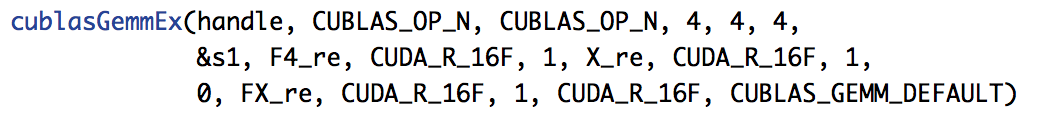 cublasGemmEx(handle, CUBLAS_OP_N, CUBLAS_OP_N, 4, 4, 4,
&s1, F4_re, CUDA_R_16F, 1, X_re, CUDA_R_16F, 1,
0, FX_re, CUDA_R_16F, 1, CUDA_R_16F, CUBLAS_GEMM_DEFAULT)